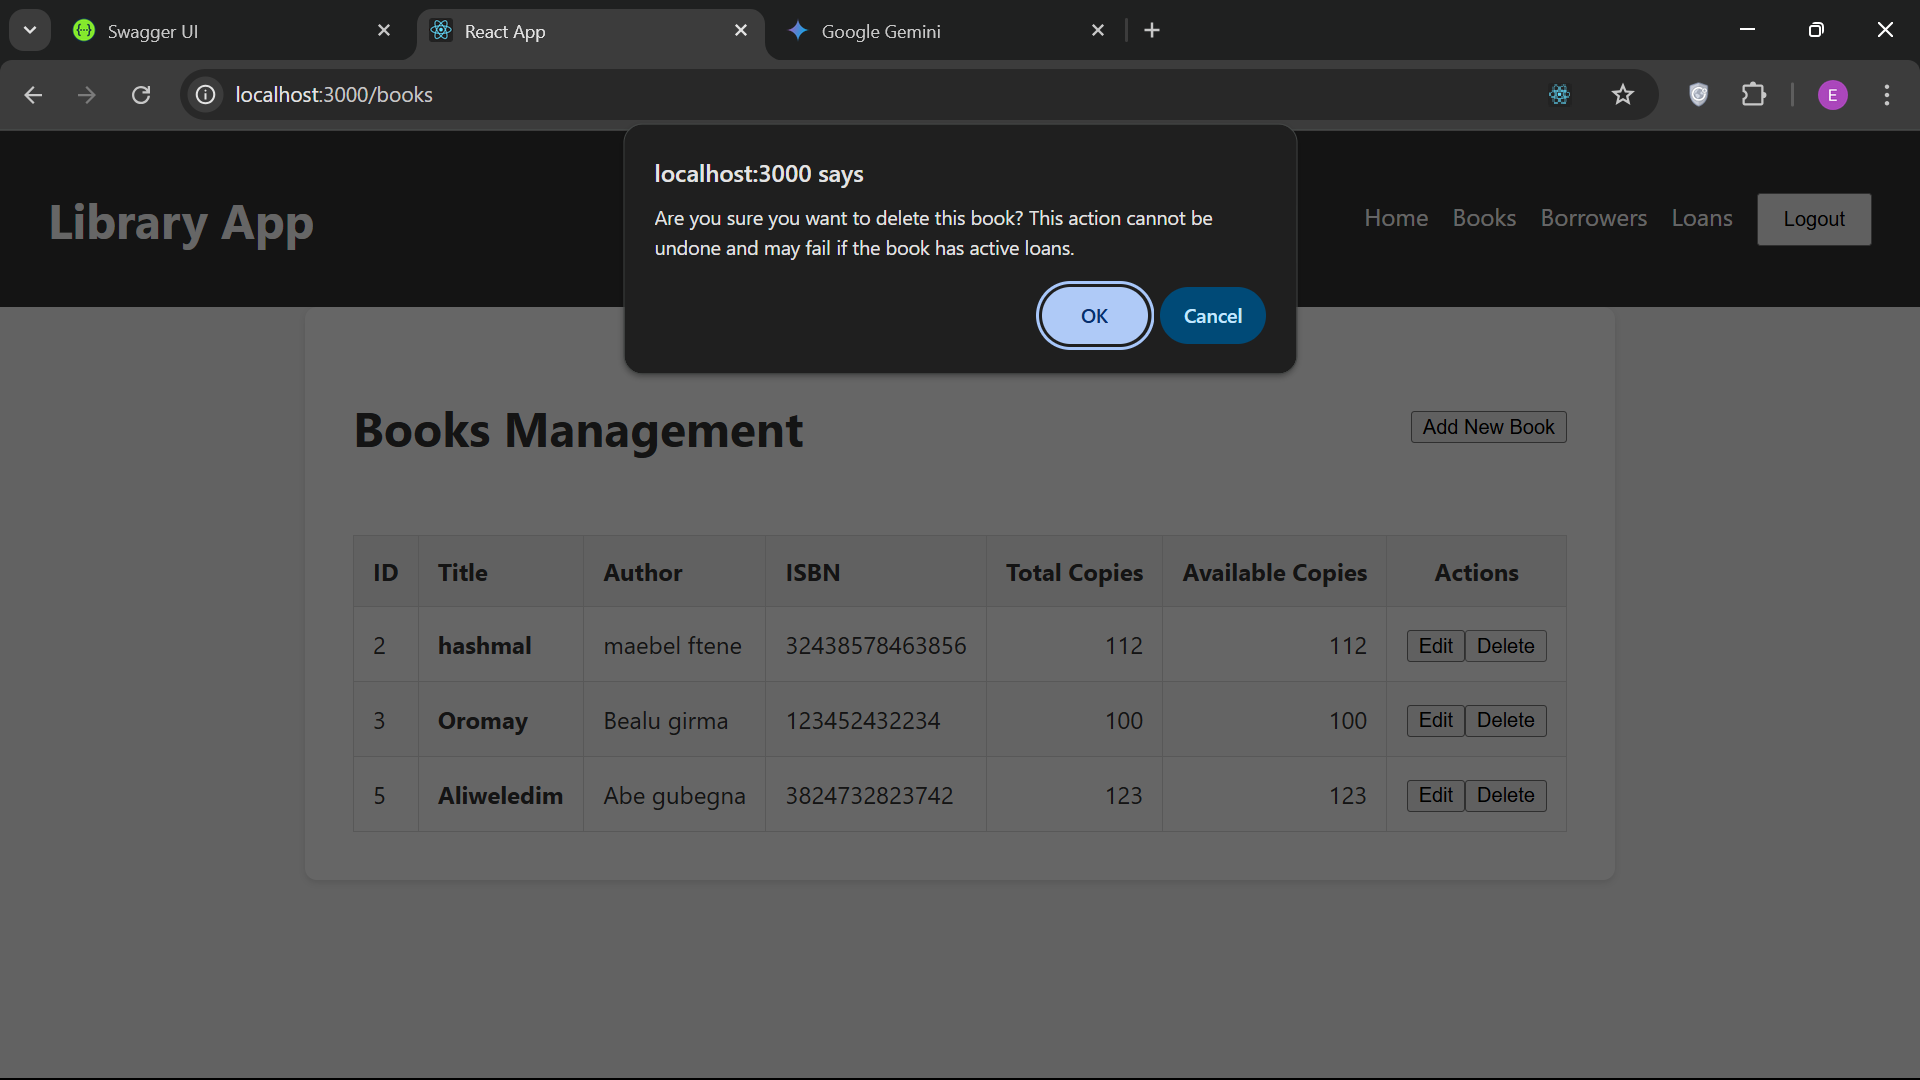 Swagger UI
React App
Google Gemini
localhost:3000/books
E
localhost:3000 says
Are you sure you want to delete this book? This action cannot be
undone and may fail if the book has active loans.
OK Cancel
Library App
Home Books Borrowers Loans Logout
Books Management
Add New Book
ID Title Author ISBN Total Copies Available Copies Actions
2 hashmal maebel ftene 32438578463856 112 112 Edit Delete
3 Oromay Bealu girma 123452432234 100 100 Edit Delete
5 Aliweledim Abe gubegna 3824732823742 123 123 Edit Delete